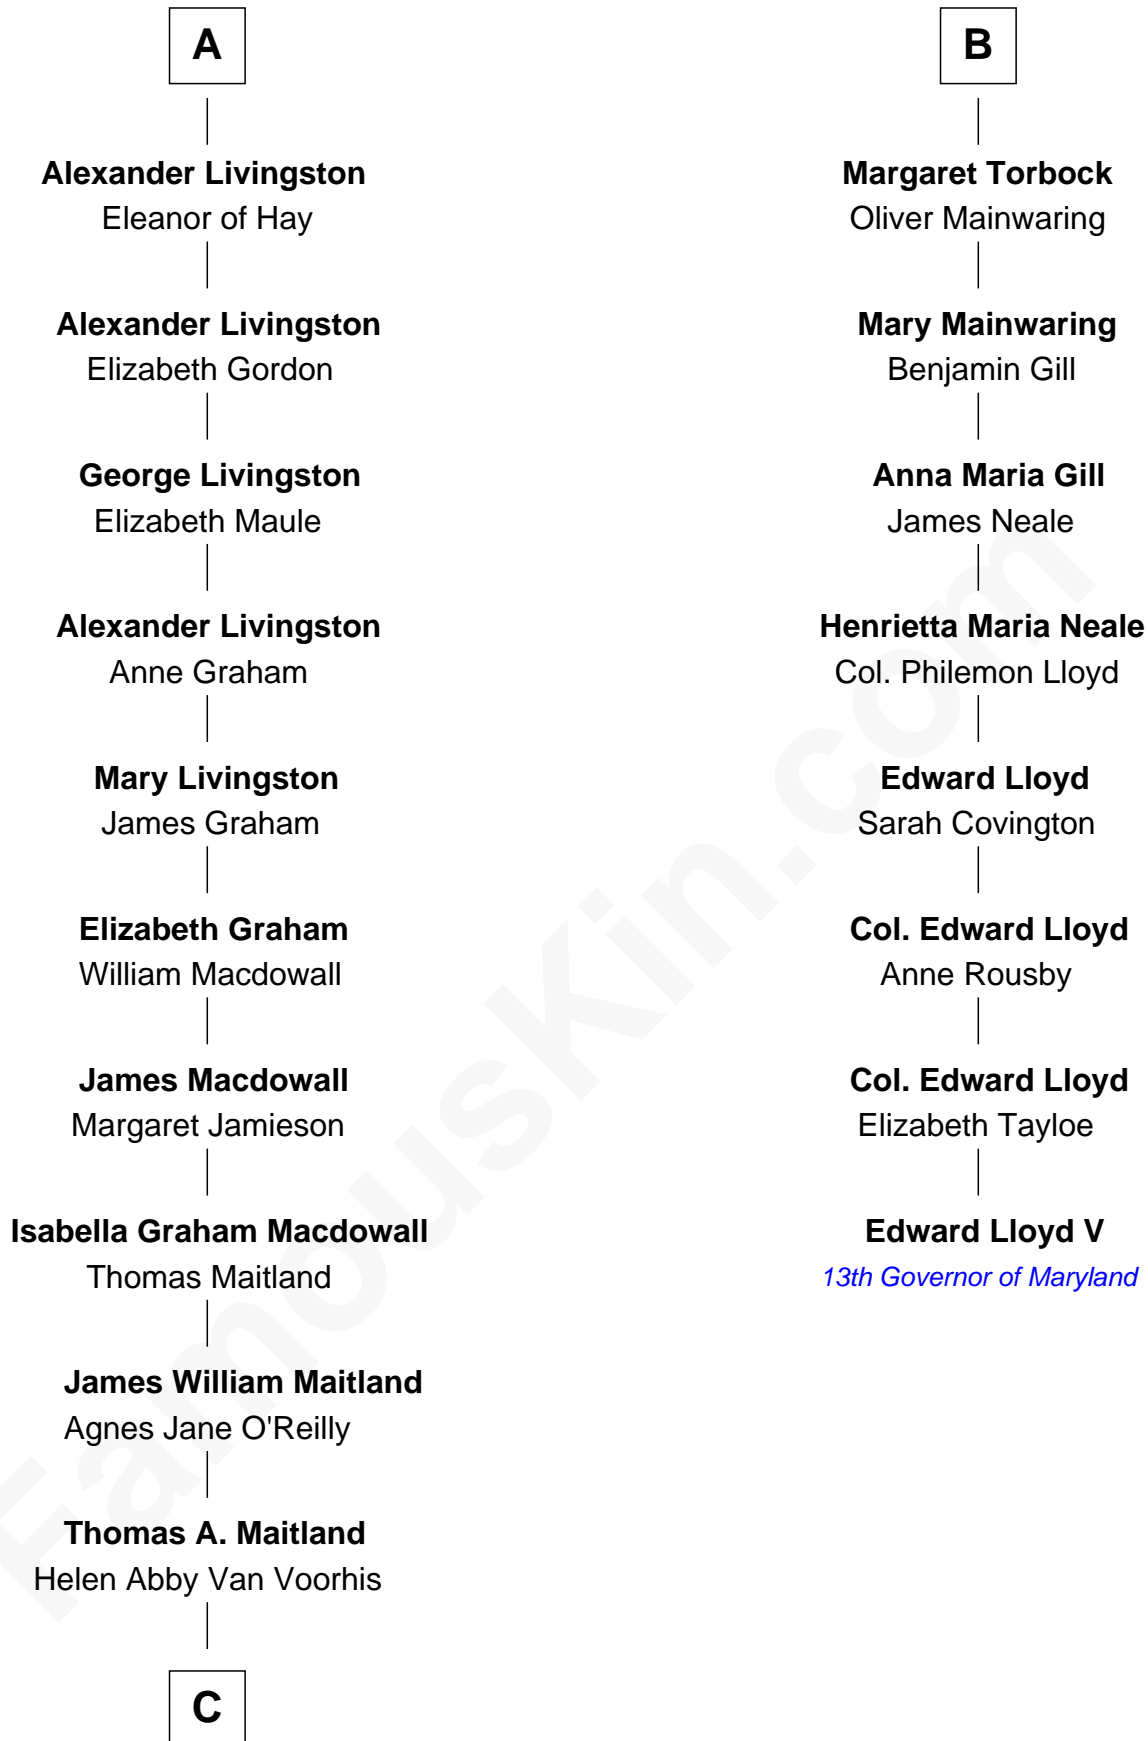 A
Alexander Livingston
Eleanor of Hay
Alexander Livingston
Elizabeth Gordon
George Livingston
Elizabeth Maule
Alexander Livingston
Anne Graham
Mary Livingston
James Graham
Elizabeth Graham
William Macdowall
James Macdowall
Margaret Jamieson
Isabella Graham Macdowall
Thomas Maitland
James William Maitland
Agnes Jane O'Reilly
Thomas A. Maitland
Helen Abby Van Voorhis
C
B
Margaret Torbock
Oliver Mainwaring
Mary Mainwaring
Benjamin Gill
Anna Maria Gill
James Neale
Henrietta Maria Neale
Col. Philemon Lloyd
Edward Lloyd
Sarah Covington
Col. Edward Lloyd
Anne Rousby
Col. Edward Lloyd
Elizabeth Tayloe
Edward Lloyd V
13th Governor of Maryland
FamousKin.com